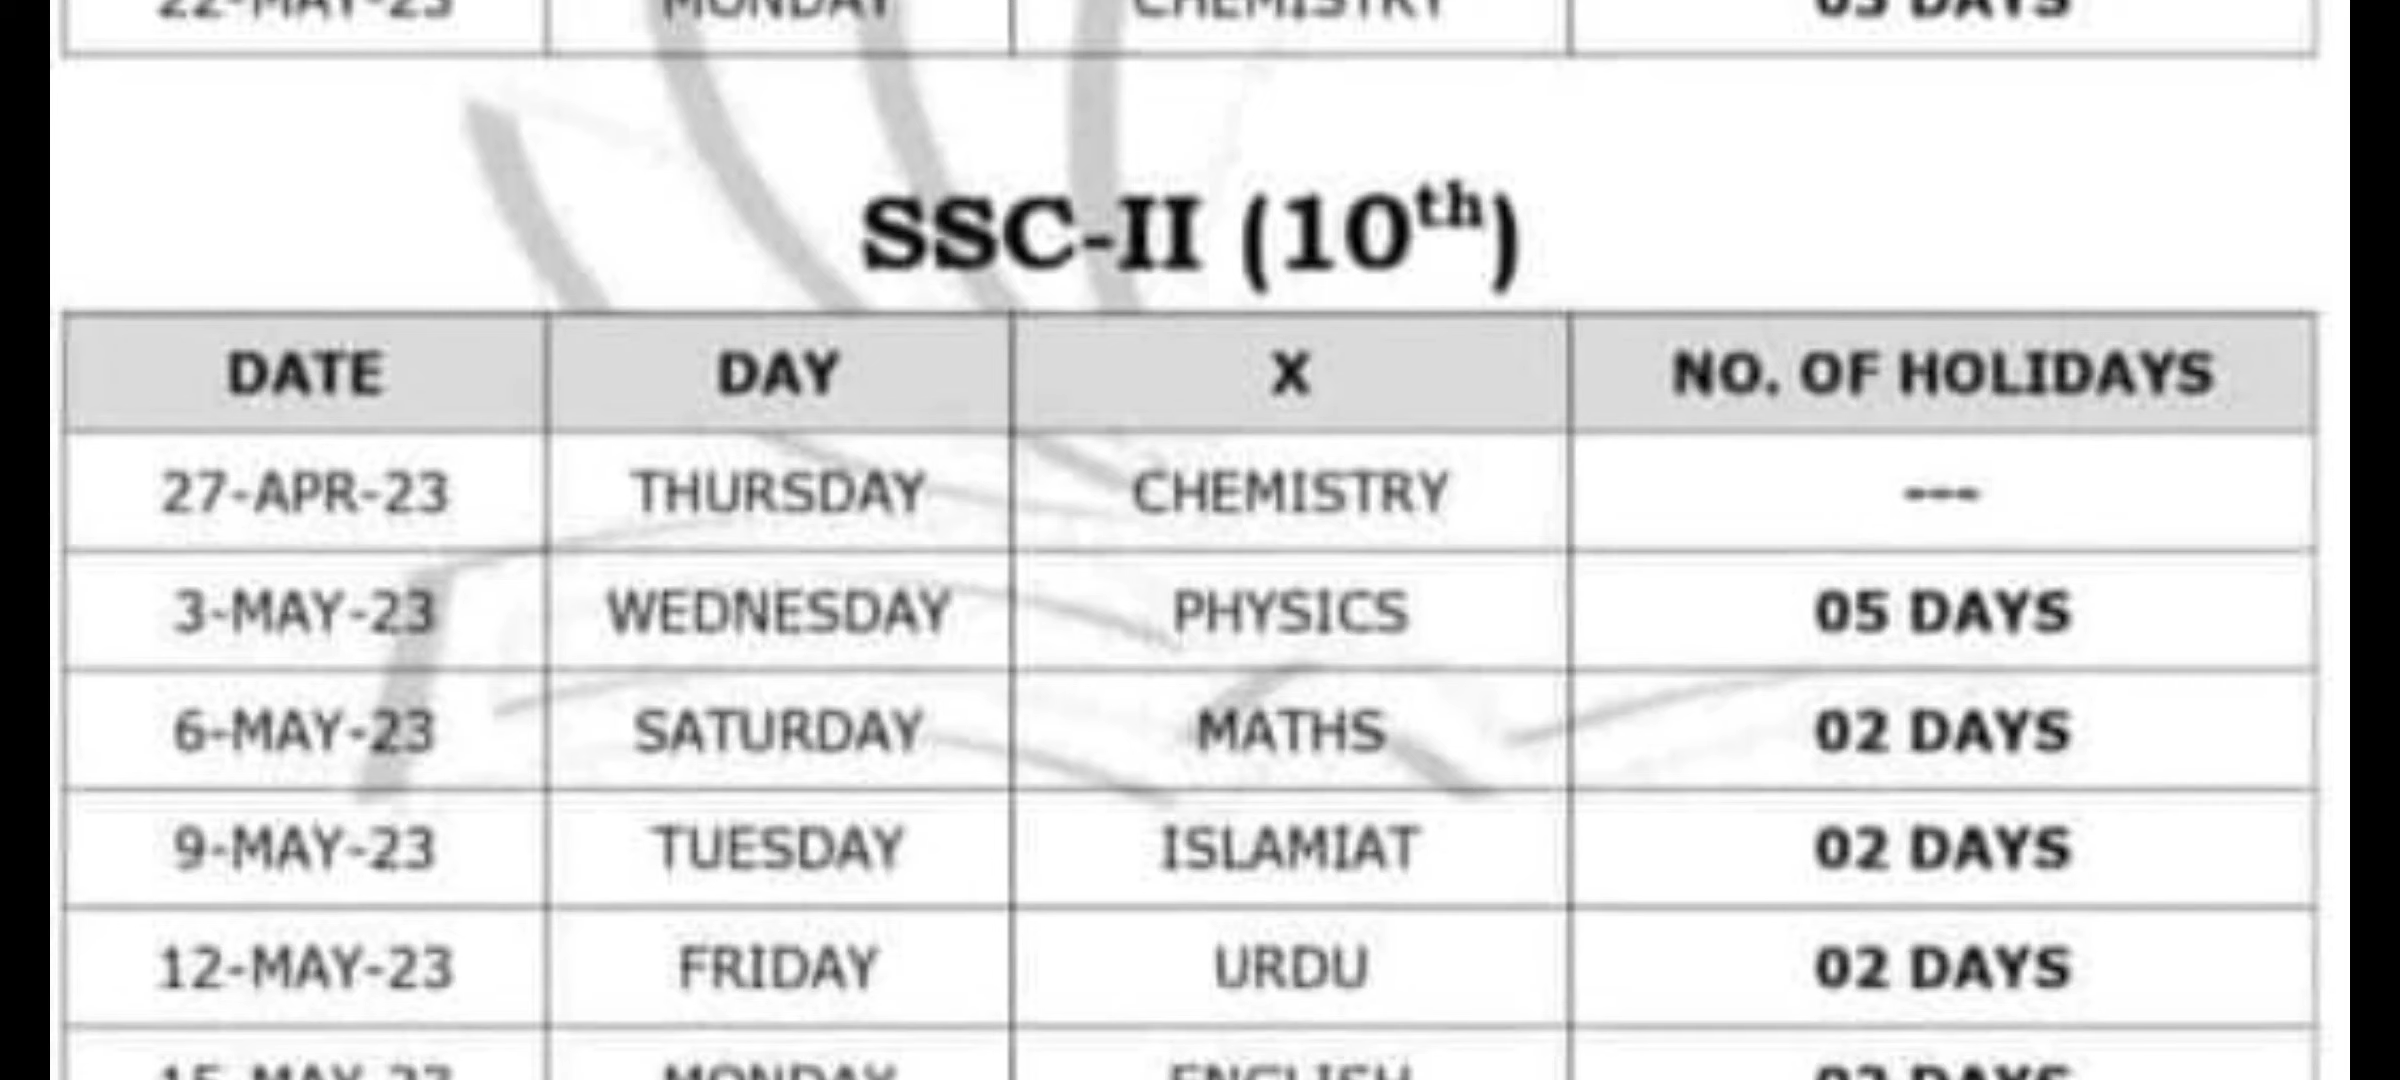 22-MAY-23 MONDAY CHEMISTRY 03 DAYS
SSC-II (10th)
DATE DAY X NO. OF HOLIDAYS
27-APR-23 THURSDAY CHEMISTRY ---
3-MAY-23 WEDNESDAY PHYSICS 05 DAYS
6-MAY-23 SATURDAY MATHS 02 DAYS
9-MAY-23 TUESDAY ISLAMIAT 02 DAYS
12-MAY-23 FRIDAY URDU 02 DAYS
15-MAY-23 MONDAY ENGLISH DAYS